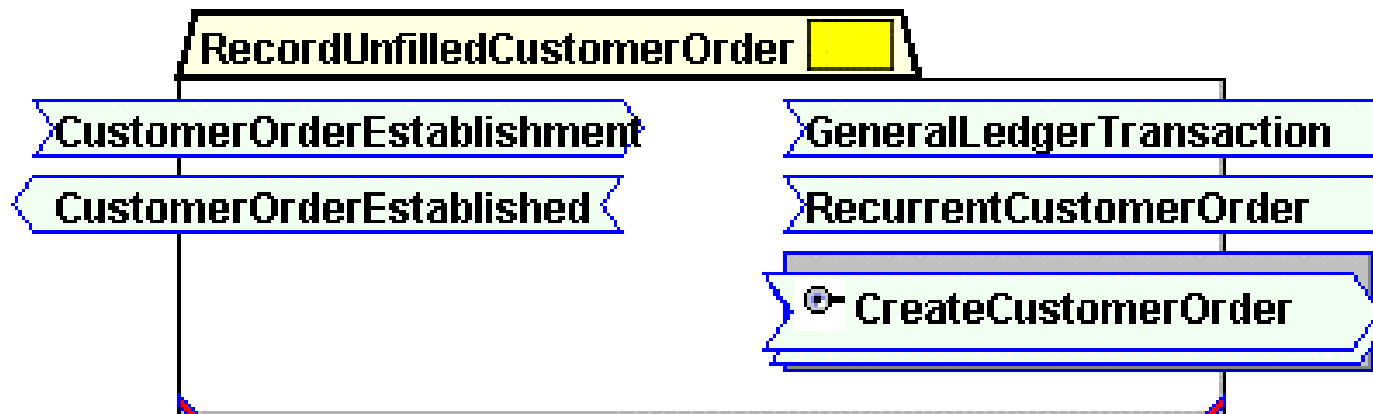 RecordUnfilledCustomerOrder
CustomerOrderEstablishment
GeneralLedgerTransaction
CustomerOrderEstablished
RecurrentCustomerOrder
CreateCustomerOrder